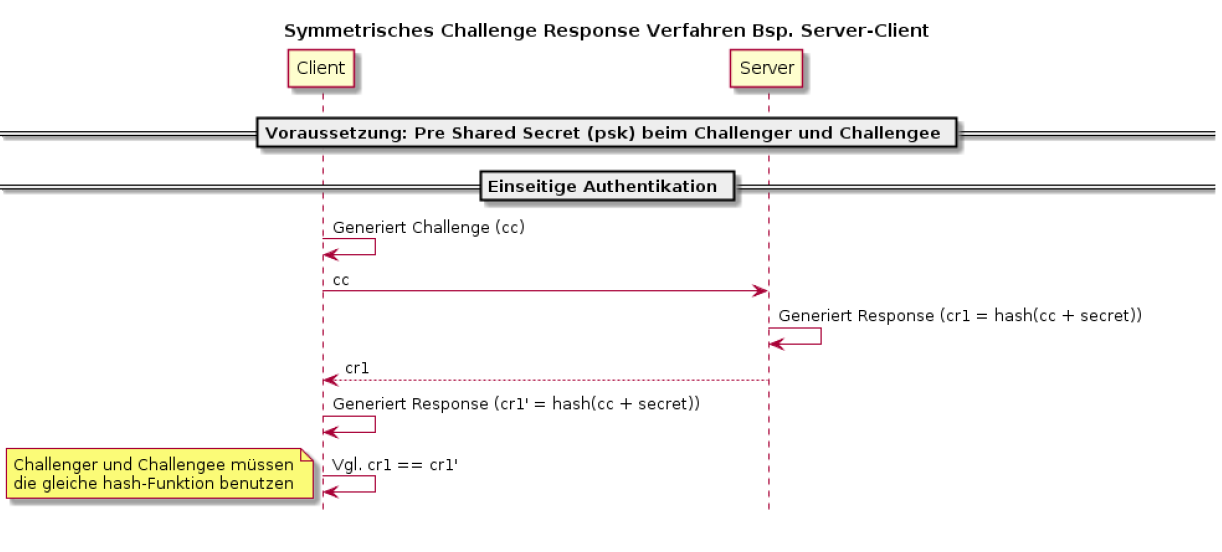 Symmetrisches Challenge Response Verfahren Bsp. Server-Client
Client
Server
Voraussetzung: Pre Shared Secret (psk) beim Challenger und Challengee
Einseitige Authentikation
Generiert Challenge (cc)
cc
Generiert Response (cr1 = hash(cc + secret))
cr1
Generiert Response (cr1' = hash(cc + secret))
Challenger und Challengee müssen
die gleiche hash-Funktion benutzen
Vgl. cr1 == cr1'